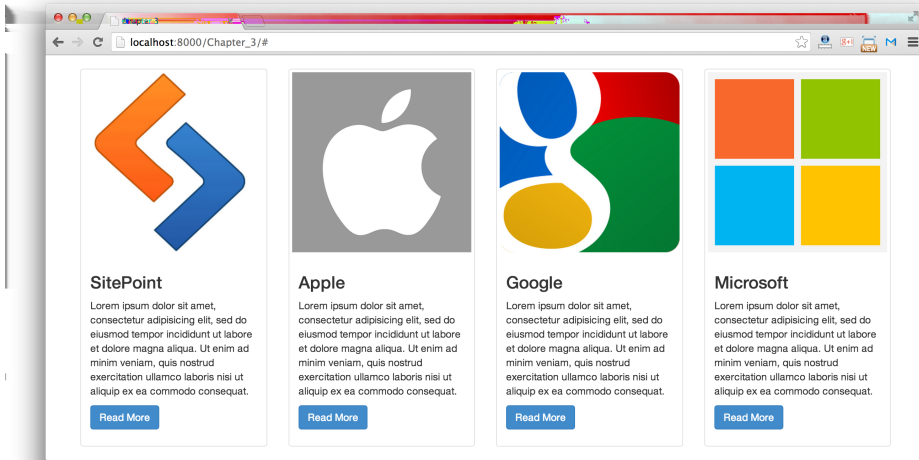 localhost:8000/Chapter_3/#
NEW
SitePoint
Lorem ipsum dolor sit amet,
consectetur adipisicing elit, sed do
eiusmod tempor incididunt ut labore
et dolore magna aliqua. Ut enim ad
minim veniam, quis nostrud
exercitation ullamco laboris nisi ut
aliquip ex ea commodo consequat.
Read More
Apple
Lorem ipsum dolor sit amet,
consectetur adipisicing elit, sed do
eiusmod tempor incididunt ut labore
et dolore magna aliqua. Ut enim ad
minim veniam, quis nostrud
exercitation ullamco laboris nisi ut
aliquip ex ea commodo consequat.
Read More
Google
Lorem ipsum dolor sit amet,
consectetur adipisicing elit, sed do
eiusmod tempor incididunt ut labore
et dolore magna aliqua. Ut enim ad
minim veniam, quis nostrud
exercitation ullamco laboris nisi ut
aliquip ex ea commodo consequat.
Read More
Microsoft
Lorem ipsum dolor sit amet,
consectetur adipisicing elit, sed do
eiusmod tempor incididunt ut labore
et dolore magna aliqua. Ut enim ad
minim veniam, quis nostrud
exercitation ullamco laboris nisi ut
aliquip ex ea commodo consequat.
Read More